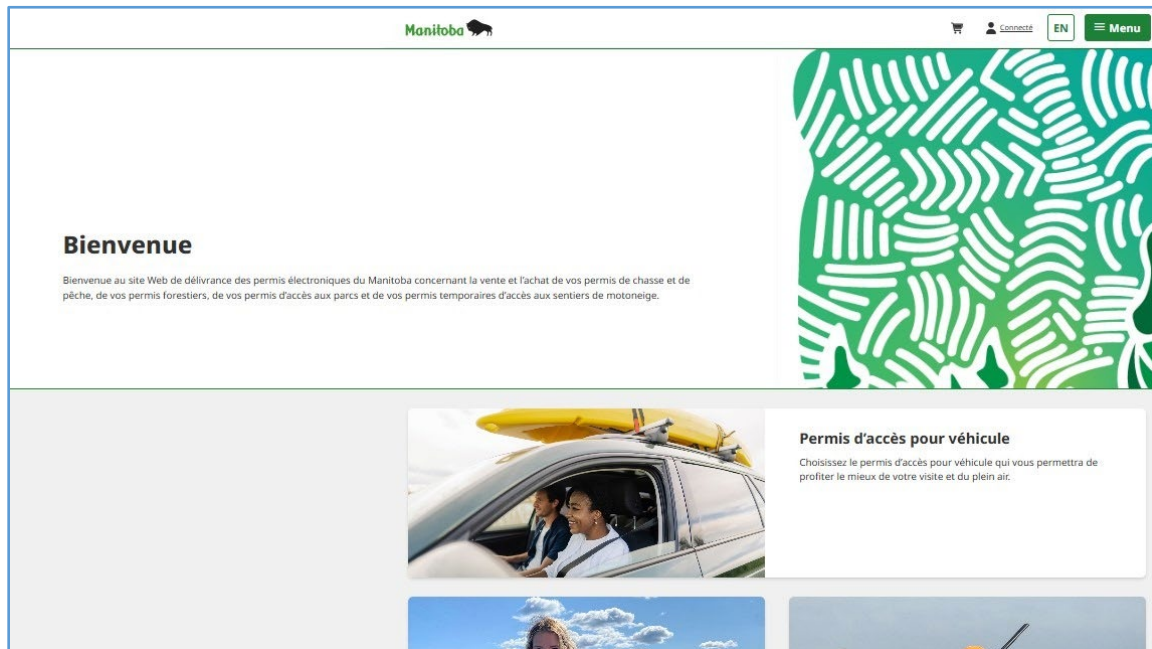 Manitoba
Connecté
EN
Menu
Bienvenue
Bienvenue au site Web de délivrance des permis électroniques du Manitoba concernant la vente et l'achat de vos permis de chasse et de
pêche, de vos permis forestiers, de vos permis d'accès aux parcs et de vos permis temporaires d'accès aux sentiers de motoneige.
Permis d’accès pour véhicule
Choisissez le permis d’accès pour véhicule qui vous permettra de
profiter le mieux de votre visite et du plein air.